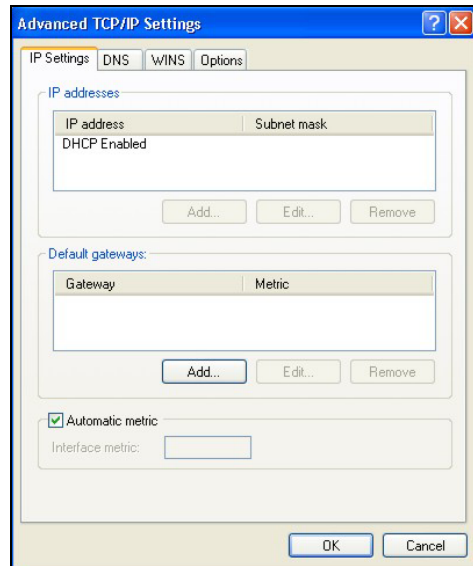 Advanced TCP/IP Settings
IP Settings DNS WINS Options
IP addresses
IP address Subnet mask
DHCP Enabled
Add... Edit... Remove
Default gateways:
Gateway Metric
Add... Edit... Remove
Automatic metric
Interface metric:
OK Cancel